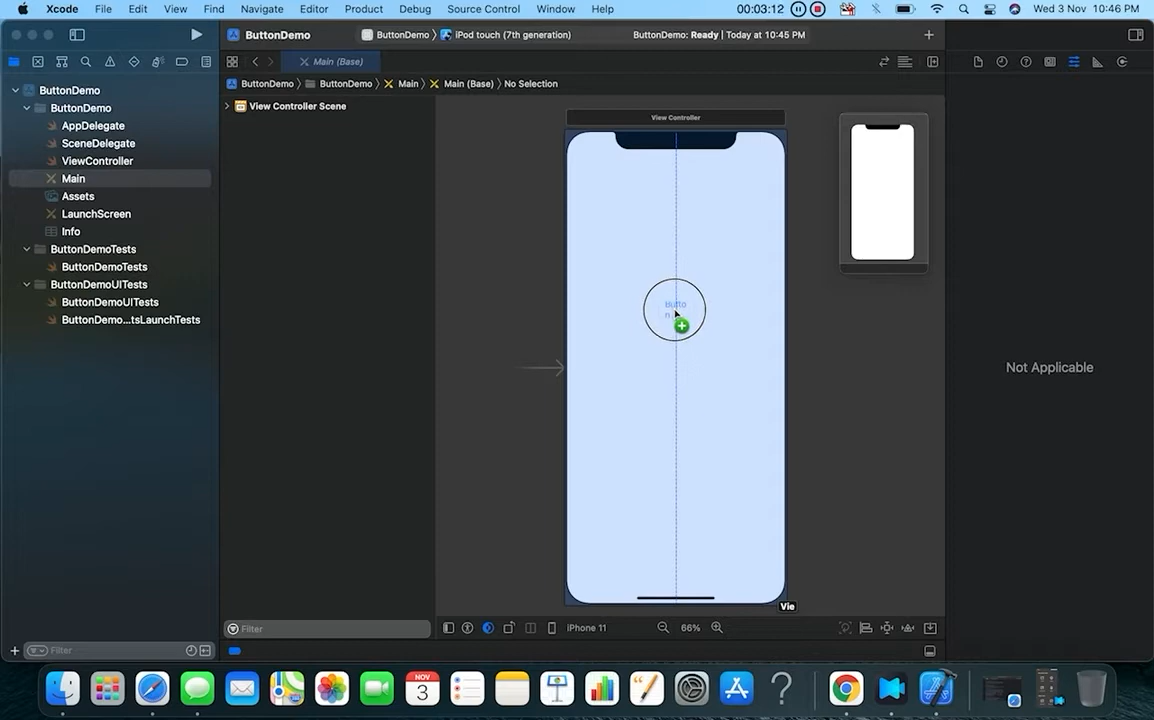 Xcode File Edit View Find Navigate Editor Product Debug Source Control Window Help 00:03:12 Wed 3 Nov 10:46 PM
ButtonDemo ButtonDemo iPod touch (7th generation) ButtonDemo: Ready | Today at 10:45 PM
Main (Base)
ButtonDemo ButtonDemo Main Main (Base) No Selection
ButtonDemo
ButtonDemo
AppDelegate
SceneDelegate
ViewController
Main
Assets
LaunchScreen
Info
ButtonDemoTests
ButtonDemoTests
ButtonDemoUITests
ButtonDemoUITests
ButtonDemo...tsLaunchTests
View Controller Scene
View Controller
Butto
n
Vie
Not Applicable
Filter
Filter
iPhone 11
66%
NOV
3